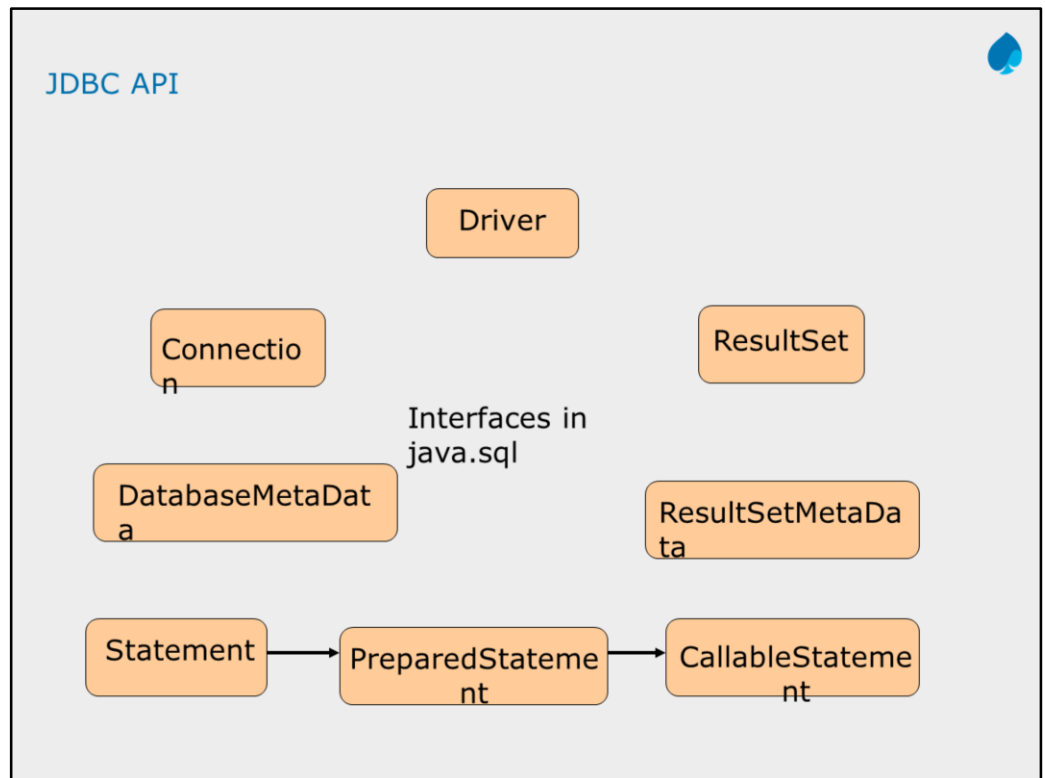 JDBC API
Driver
Connectio
n
ResultSet
Interfaces in
java.sql
DatabaseMetaDat
a
ResultSetMetaDa
ta
Statement
PreparedStateme
nt
CallableStateme
nt